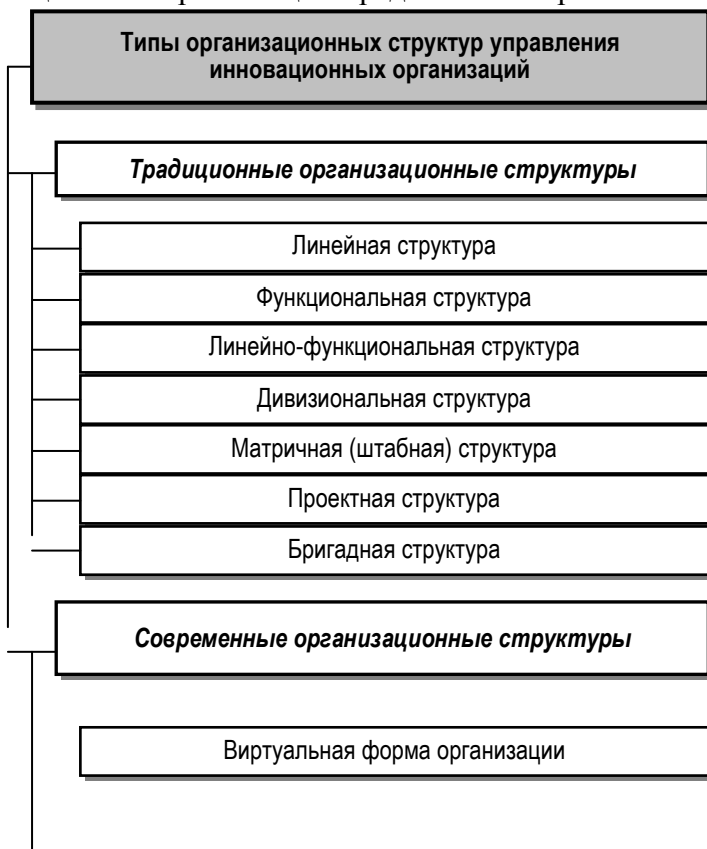 Типы организационных структур управления
инновационных организаций
Традиционные организационные структуры
Линейная структура
Функциональная структура
Линейно-функциональная структура
Дивизиональная структура
Матричная (штабная) структура
Проектная структура
Бригадная структура
Современные организационные структуры
Виртуальная форма организации